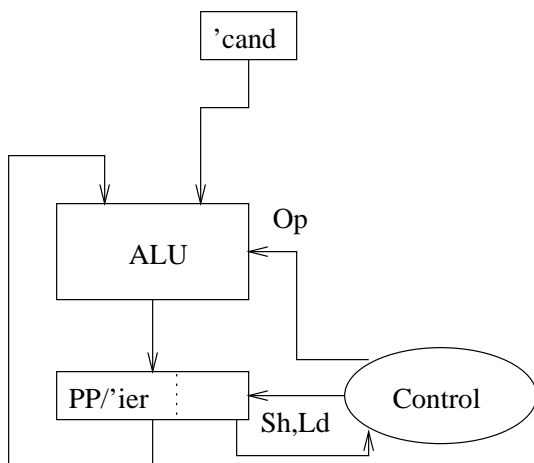 ’cand
Op
ALU
PP/’ier
Control
Sh,Ld